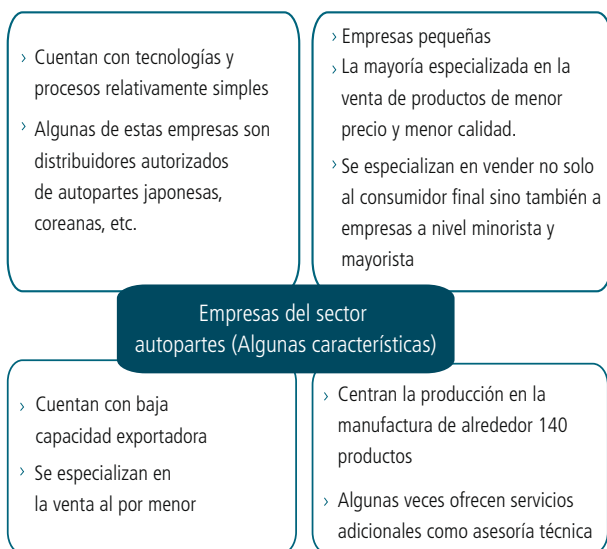 › Cuentan con tecnologías y
procesos relativamente simples
› Algunas de estas empresas son
distribuidores autorizados
de autopartes japonesas,
coreanas, etc.
› Empresas pequeñas
› La mayoría especializada en la
venta de productos de menor
precio y menor calidad.
› Se especializan en vender no solo
al consumidor final sino también a
empresas a nivel minorista y
mayorista
Empresas del sector
autopartes (Algunas características)
› Cuentan con baja
capacidad exportadora
› Se especializan en
la venta al por menor
› Centran la producción en la
manufactura de alrededor 140
productos
› Algunas veces ofrecen servicios
adicionales como asesoría técnica